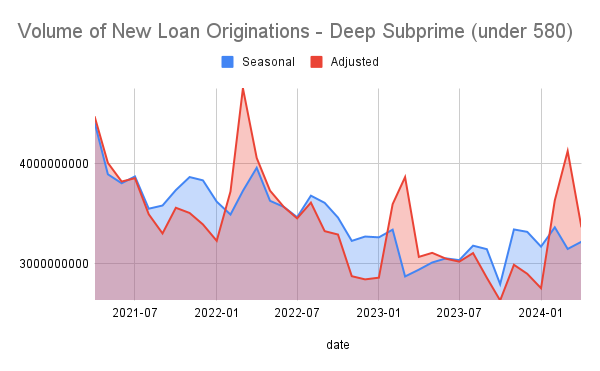 Volume of New Loan Originations - Deep Subprime (under 580)
Seasonal Adjusted
4000000000
3000000000
2021-07 2022-01 2022-07 2023-01 2023-07 2024-01
date